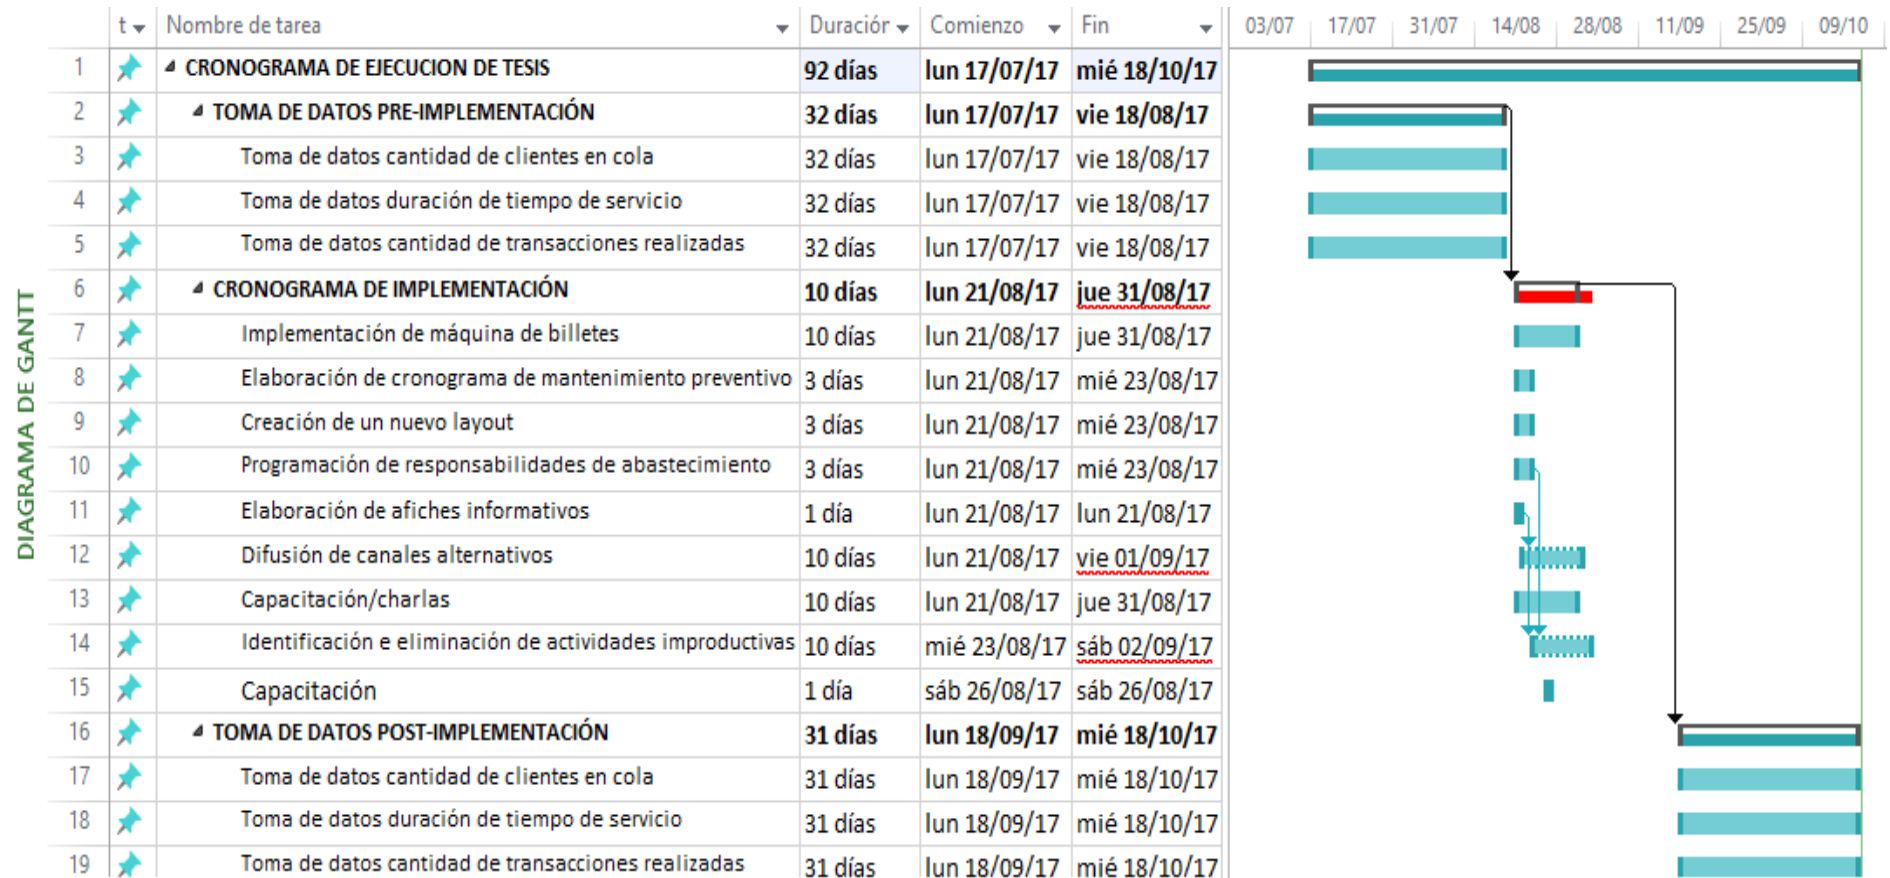 DIAGRAMA DE GANTT
t Nombre de tarea Duración Comienzo Fin 03/07 17/07 31/07 14/08 28/08 11/09 25/09 09/10
1 CRONOGRAMA DE EJECUCION DE TESIS 92 días lun 17/07/17 mié 18/10/17
2 TOMA DE DATOS PRE-IMPLEMENTACIÓN 32 días lun 17/07/17 vie 18/08/17
3 Toma de datos cantidad de clientes en cola 32 días lun 17/07/17 vie 18/08/17
4 Toma de datos duración de tiempo de servicio 32 días lun 17/07/17 vie 18/08/17
5 Toma de datos cantidad de transacciones realizadas 32 días lun 17/07/17 vie 18/08/17
6 CRONOGRAMA DE IMPLEMENTACIÓN 10 días lun 21/08/17 jue 31/08/17
7 Implementación de máquina de billetes 10 días lun 21/08/17 jue 31/08/17
8 Elaboración de cronograma de mantenimiento preventivo 3 días lun 21/08/17 mié 23/08/17
9 Creación de un nuevo layout 3 días lun 21/08/17 mié 23/08/17
10 Programación de responsabilidades de abastecimiento 3 días lun 21/08/17 mié 23/08/17
11 Elaboración de afiches informativos 1 día lun 21/08/17 lun 21/08/17
12 Difusión de canales alternativos 10 días lun 21/08/17 vie 01/09/17
13 Capacitación/charlas 10 días lun 21/08/17 jue 31/08/17
14 Identificación e eliminación de actividades improductivas 10 días mié 23/08/17 sáb 02/09/17
15 Capacitación 1 día sáb 26/08/17 sáb 26/08/17
16 TOMA DE DATOS POST-IMPLEMENTACIÓN 31 días lun 18/09/17 mié 18/10/17
17 Toma de datos cantidad de clientes en cola 31 días lun 18/09/17 mié 18/10/17
18 Toma de datos duración de tiempo de servicio 31 días lun 18/09/17 mié 18/10/17
19 Toma de datos cantidad de transacciones realizadas 31 días lun 18/09/17 mié 18/10/17